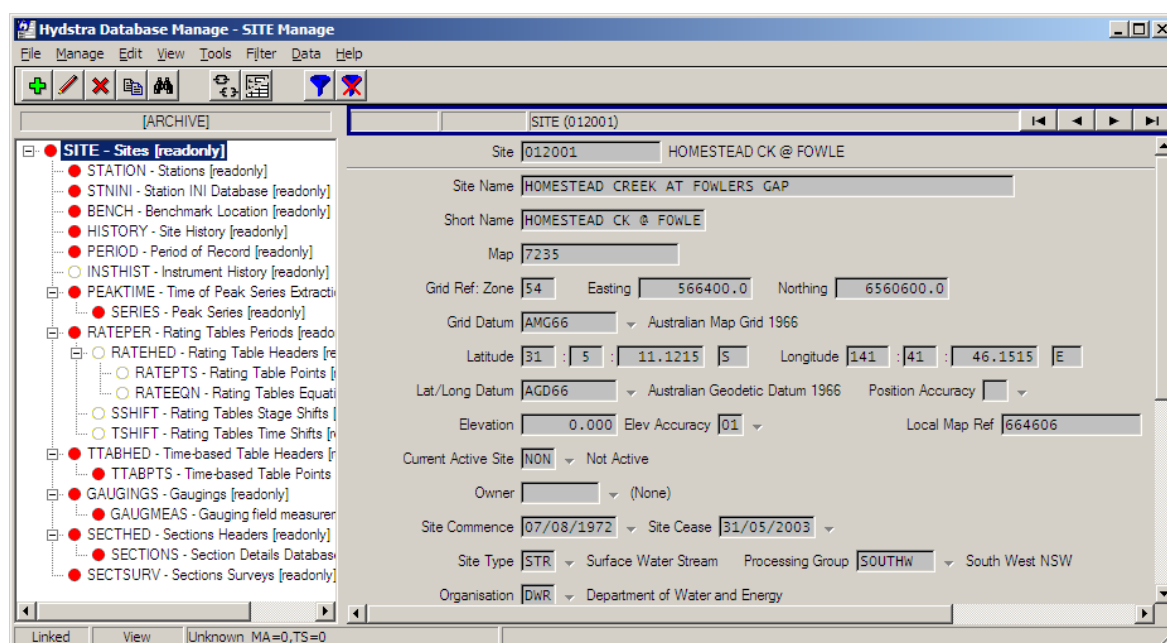 Hydstra Database Manage - SITE Manage
File Manage Edit View Tools Filter Data Help
[ARCHIVE]
SITE (012001)
SITE - Sites [readonly]
STATION - Stations [readonly]
STNINI - Station INI Database [readonly]
BENCH - Benchmark Location [readonly]
HISTORY - Site History [readonly]
PERIOD - Period of Record [readonly]
INSTHIST - Instrument History [readonly]
PEAKTIME - Time of Peak Series Extracti
SERIES - Peak Series [readonly]
RATEPER - Rating Tables Periods [reado
RATEHED - Rating Table Headers [re
RATEPTS - Rating Table Points [
RATEEQN - Rating Tables Equati
SSHIFT - Rating Tables Stage Shifts [
TSHIFT - Rating Tables Time Shifts [r
TTABHED - Time-based Table Headers [r
TTABPTS - Time-based Table Points
GAUGINGS - Gaugings [readonly]
GAUGMEAS - Gauging field measurer
SECTHED - Sections Headers [readonly]
SECTIONS - Section Details Databas
SECTSURV - Sections Surveys [readonly]
Site 012001 HOMESTEAD CK @ FOWLE
Site Name HOMESTEAD CREEK AT FOWLERS GAP
Short Name HOMESTEAD CK @ FOWLE
Map 7235
Grid Ref: Zone 54 Easting 566400.0 Northing 6560600.0
Grid Datum AMG66 Australian Map Grid 1966
Latitude 31 : 5 : 11.1215 S Longitude 141 : 41 : 46.1515 E
Lat/Long Datum AGD66 Australian Geodetic Datum 1966 Position Accuracy
Elevation 0.000 Elev Accuracy 01 Local Map Ref 664606
Current Active Site NON Not Active
Owner (None)
Site Commence 07/08/1972 Site Cease 31/05/2003
Site Type STR Surface Water Stream Processing Group SOUTHW South West NSW
Organisation DWR Department of Water and Energy
Linked View Unknown MA=0,TS=0